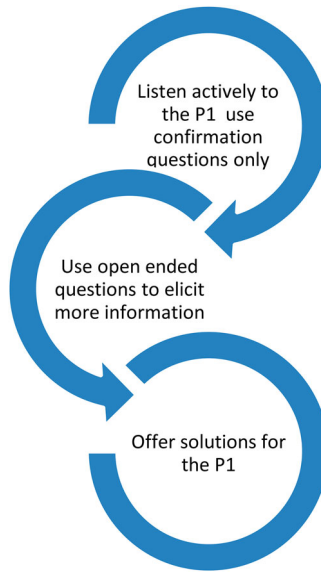 Listen actively to
the P1 use
confirmation
questions only
Use open ended
questions to elicit
more information
Offer solutions for
the P1